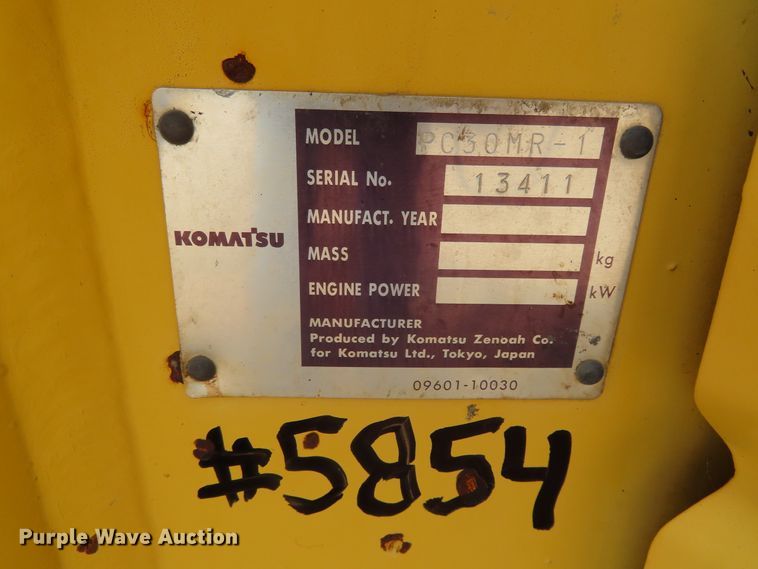 MODEL PC30MR-1
SERIAL No. 13411
MANUFACT. YEAR
KOMATSU
MASS kg
ENGINE POWER kW
MANUFACTURER
Produced by Komatsu Zenoah Co.
for Komatsu Ltd., Tokyo, Japan
09601-10030
#5854
Purple Wave Auction